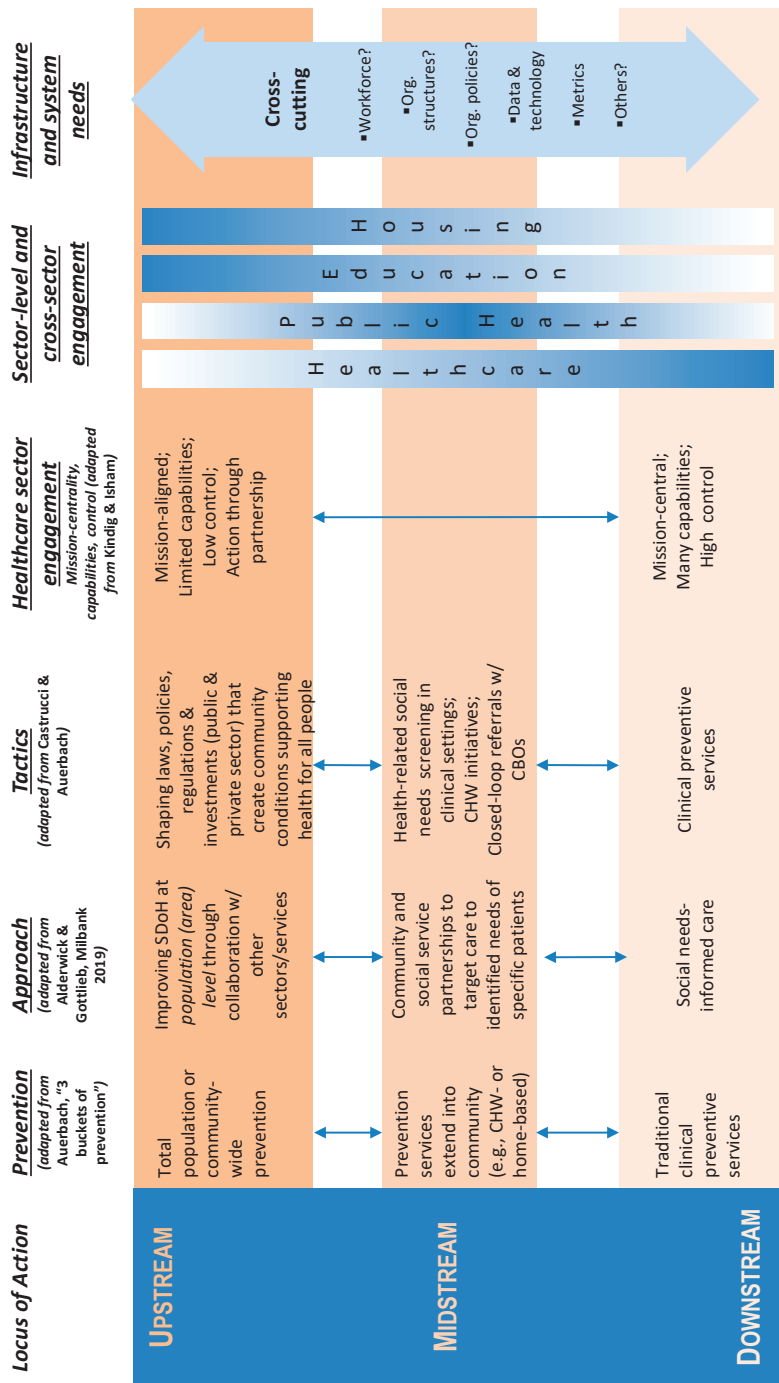 Locus of Action
Prevention
(adapted from
Auerbach, “3
buckets of
prevention”)
Approach
(adapted from
Alderwick &
Gottlieb, Milbank
2019)
Tactics
(adapted from Castrucci &
Auerbach)
Healthcare sector
engagement
Mission-centrality,
capabilities, control (adapted
from Kindig & Isham)
Sector-level and
cross-sector
engagement
Infrastructure
and system
needs
UPSTREAM
Total
population or
community-
wide
prevention
Improving SDoH at
population (area)
level through
collaboration w/
other
sectors/services
Shaping laws, policies,
regulations &
investments (public &
private sector) that
create community
conditions supporting
health for all people
Mission-aligned;
Limited capabilities;
Low control;
Action through
partnership
MIDSTREAM
Prevention
services
extend into
community
(e.g., CHW- or
home-based)
Community and
social service
partnerships to
target care to
identified needs of
specific patients
Health-related social
needs screening in
clinical settings;
CHW initiatives;
Closed-loop referrals w/
CBOs
DOWNSTREAM
Traditional
clinical
preventive
services
Social needs-
informed care
Clinical preventive
services
Mission-central;
Many capabilities;
High control
Healthcare
Public Health
Education
Housing
Cross-
cutting
▪Workforce?
▪Org.
structures?
▪Org. policies?
▪Data &
technology
▪Metrics
▪Others?